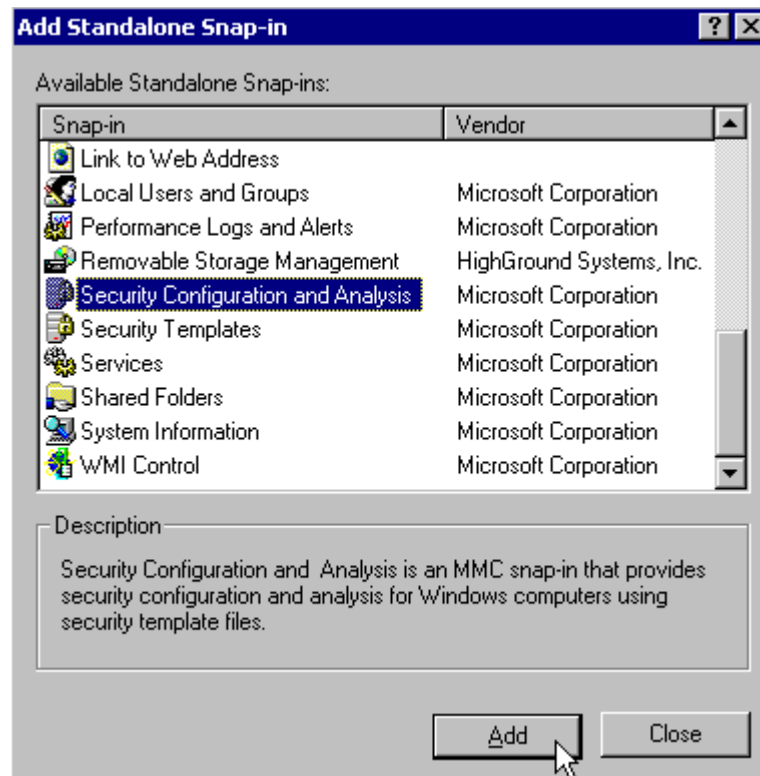 Add Standalone Snap-in
Available Standalone Snap-ins:
Snap-in Vendor
Link to Web Address
Local Users and Groups Microsoft Corporation
Performance Logs and Alerts Microsoft Corporation
Removable Storage Management HighGround Systems, Inc.
Security Configuration and Analysis Microsoft Corporation
Security Templates Microsoft Corporation
Services Microsoft Corporation
Shared Folders Microsoft Corporation
System Information Microsoft Corporation
WMI Control Microsoft Corporation
Description
Security Configuration and  Analysis is an MMC snap-in that provides
security configuration and analysis for Windows computers using
security template files.
Add Close